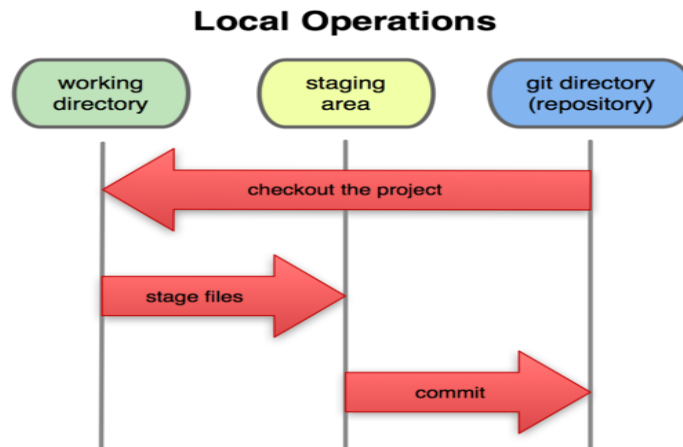 Local Operations
working
directory
staging
area
git directory
(repository)
checkout the project
stage files
commit